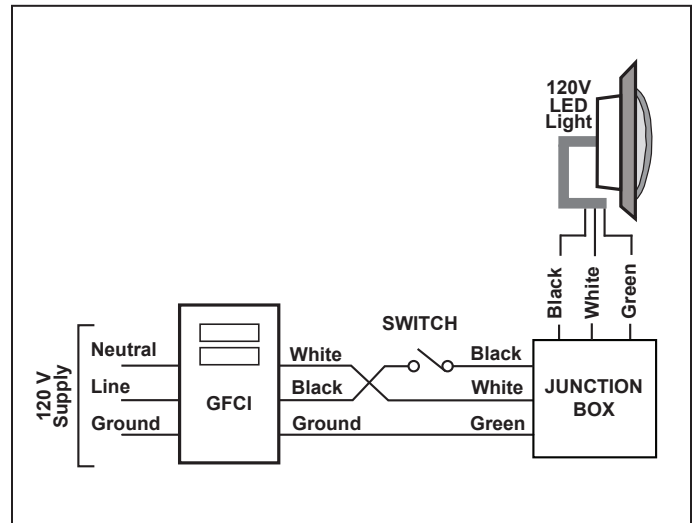 120V
LED
Light
Black
White
Green
SWITCH
120 V
Supply
Neutral
White
Black
Line
Black
White
GFCI
JUNCTION
BOX
Ground
Ground
Green